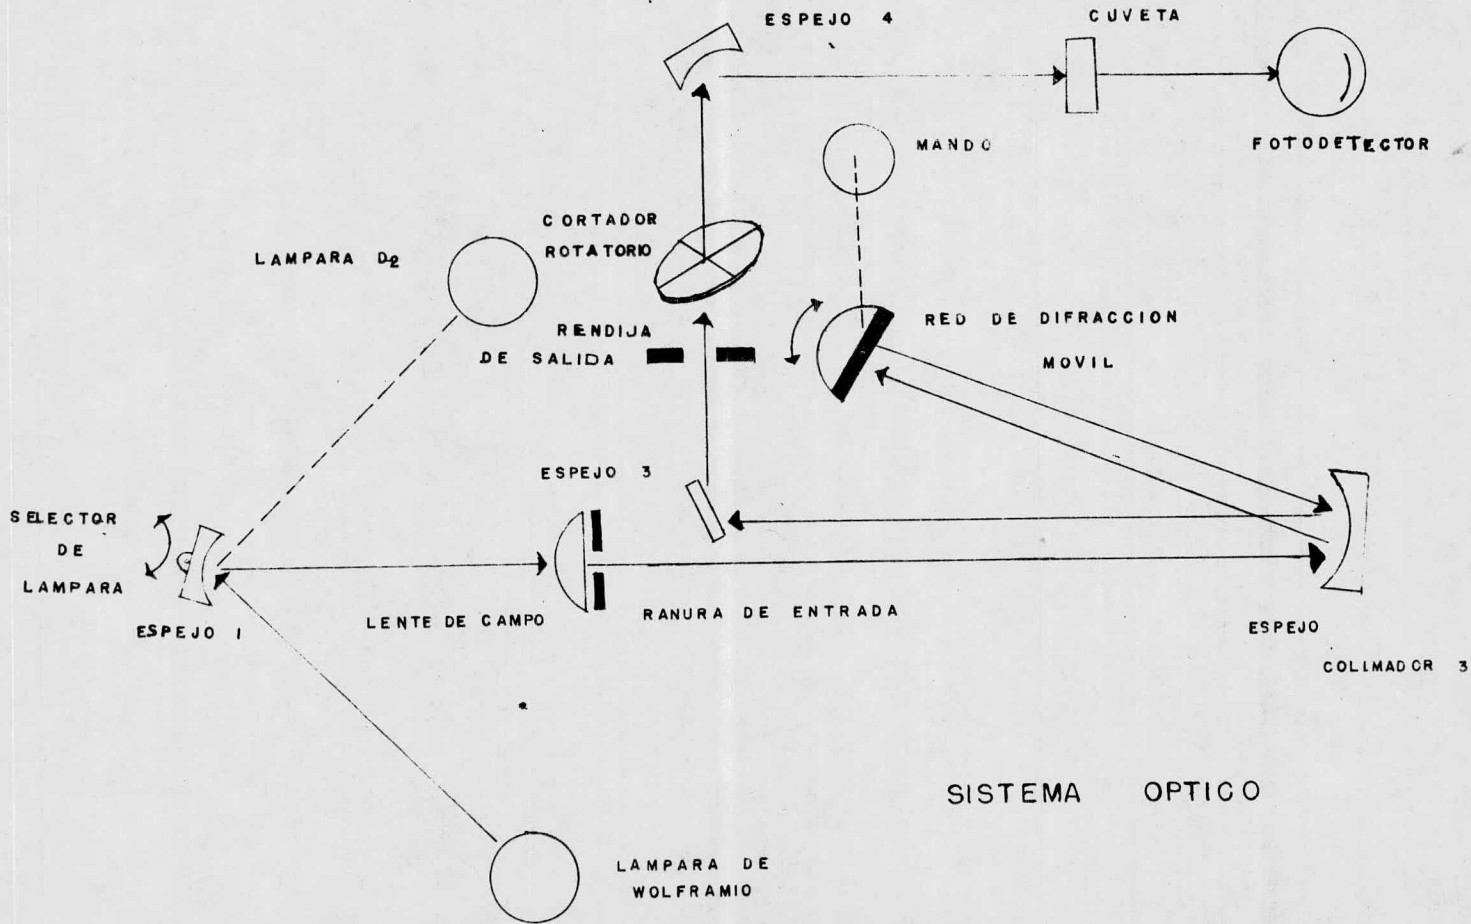 ESPEJO 4
CUVETA
FOTODETECTOR
MANDO
CORTADOR
ROTATORIO
LAMPARA D2
RENDIJA
DE SALIDA
RED DE DIFRACCION
MOVIL
ESPEJO 3
SELECTOR
DE
LAMPARA
ESPEJO 1
LENTE DE CAMPO
RANURA DE ENTRADA
ESPEJO
COLIMADOR 3
SISTEMA OPTICO
LAMPARA DE
WOLFRAMIO